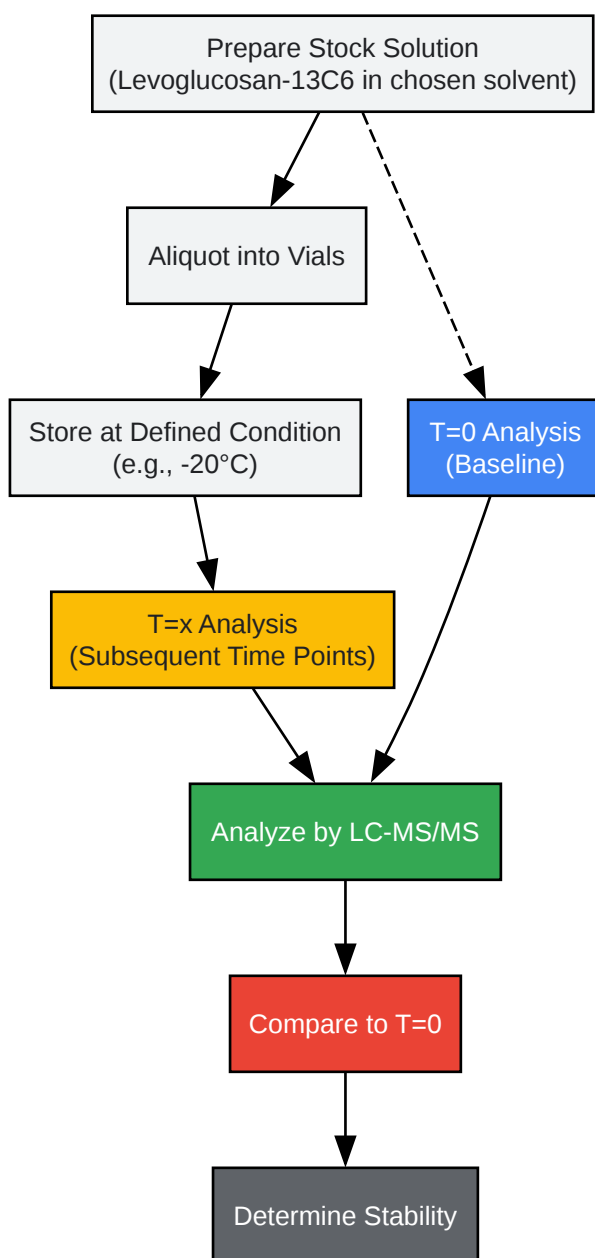 Prepare Stock Solution
(Levoglucosan-13C6 in chosen solvent)
Aliquot into Vials
Store at Defined Condition
(e.g., -20°C)
T=0 Analysis
(Baseline)
T=x Analysis
(Subsequent Time Points)
Analyze by LC-MS/MS
Compare to T=0
Determine Stability